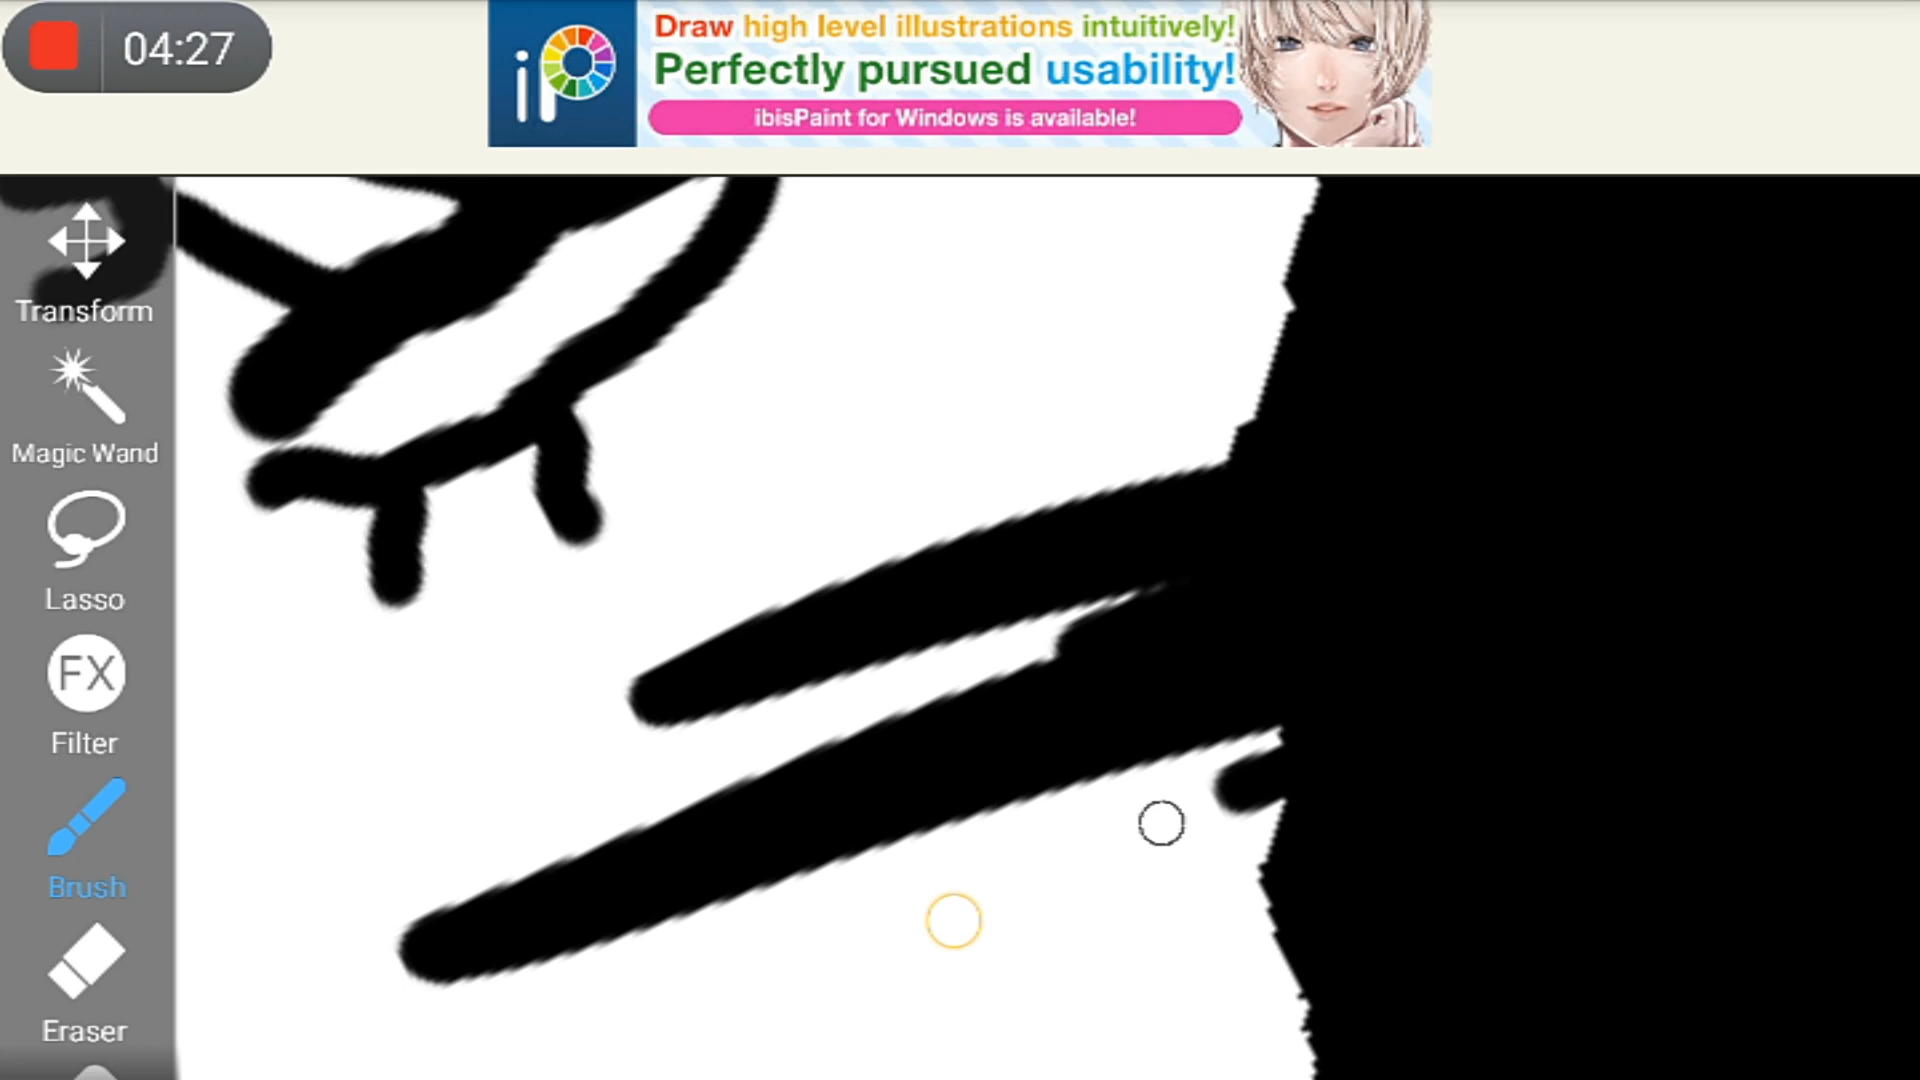 04:27
iP
Draw high level illustrations intuitively!
Perfectly pursued usability!
ibisPaint for Windows is available!
Transform
Magic Wand
Lasso
FX
Filter
Brush
Eraser